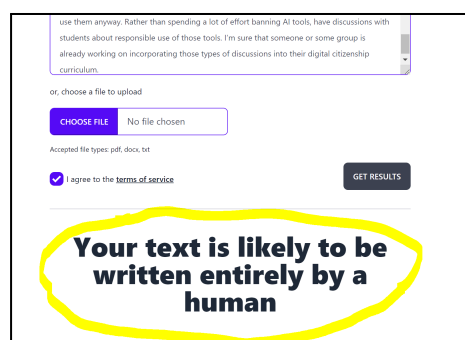 use them anyway. Rather than spending a lot of effort banning AI tools, have discussions with
students about responsible use of those tools. I'm sure that someone or some group is
already working on incorporating those types of discussions into their digital citizenship
curriculum.
or, choose a file to upload
CHOOSE FILE No file chosen
Accepted file types: pdf, docx, txt
I agree to the terms of service
GET RESULTS
Your text is likely to be
written entirely by a
human